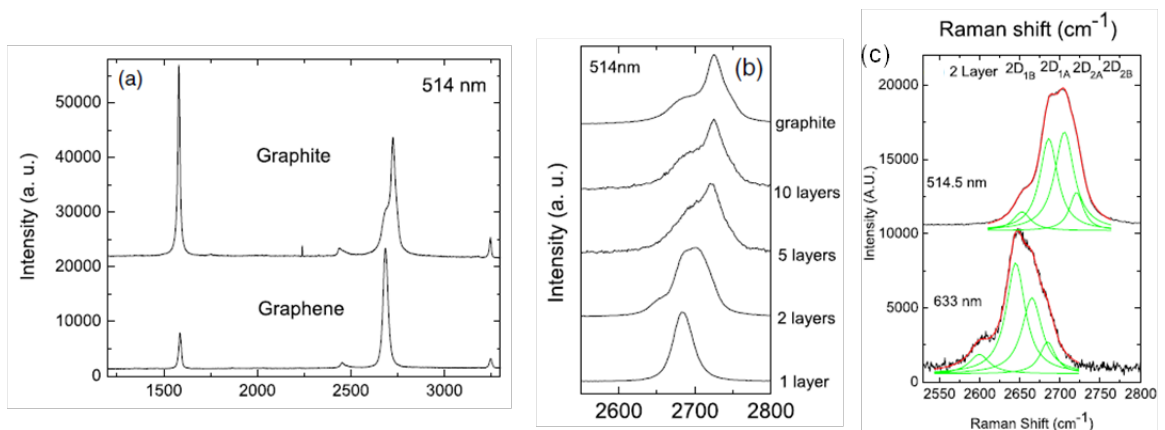 (a)
514 nm
Graphite
Graphene
Intensity (a. u.)
50000
40000
30000
20000
10000
0
1500
2000
2500
3000
514nm
(b)
graphite
10 layers
5 layers
2 layers
1 layer
Intensity (a. u.)
2600
2700
2800
Raman shift (cm-1)
(c)
2 Layer 2D1B 2D1A 2D2A 2D2B
514.5 nm
633 nm
Intensity (A.U.)
20000
15000
10000
5000
0
2550 2600 2650 2700 2750 2800
Raman Shift (cm-1)